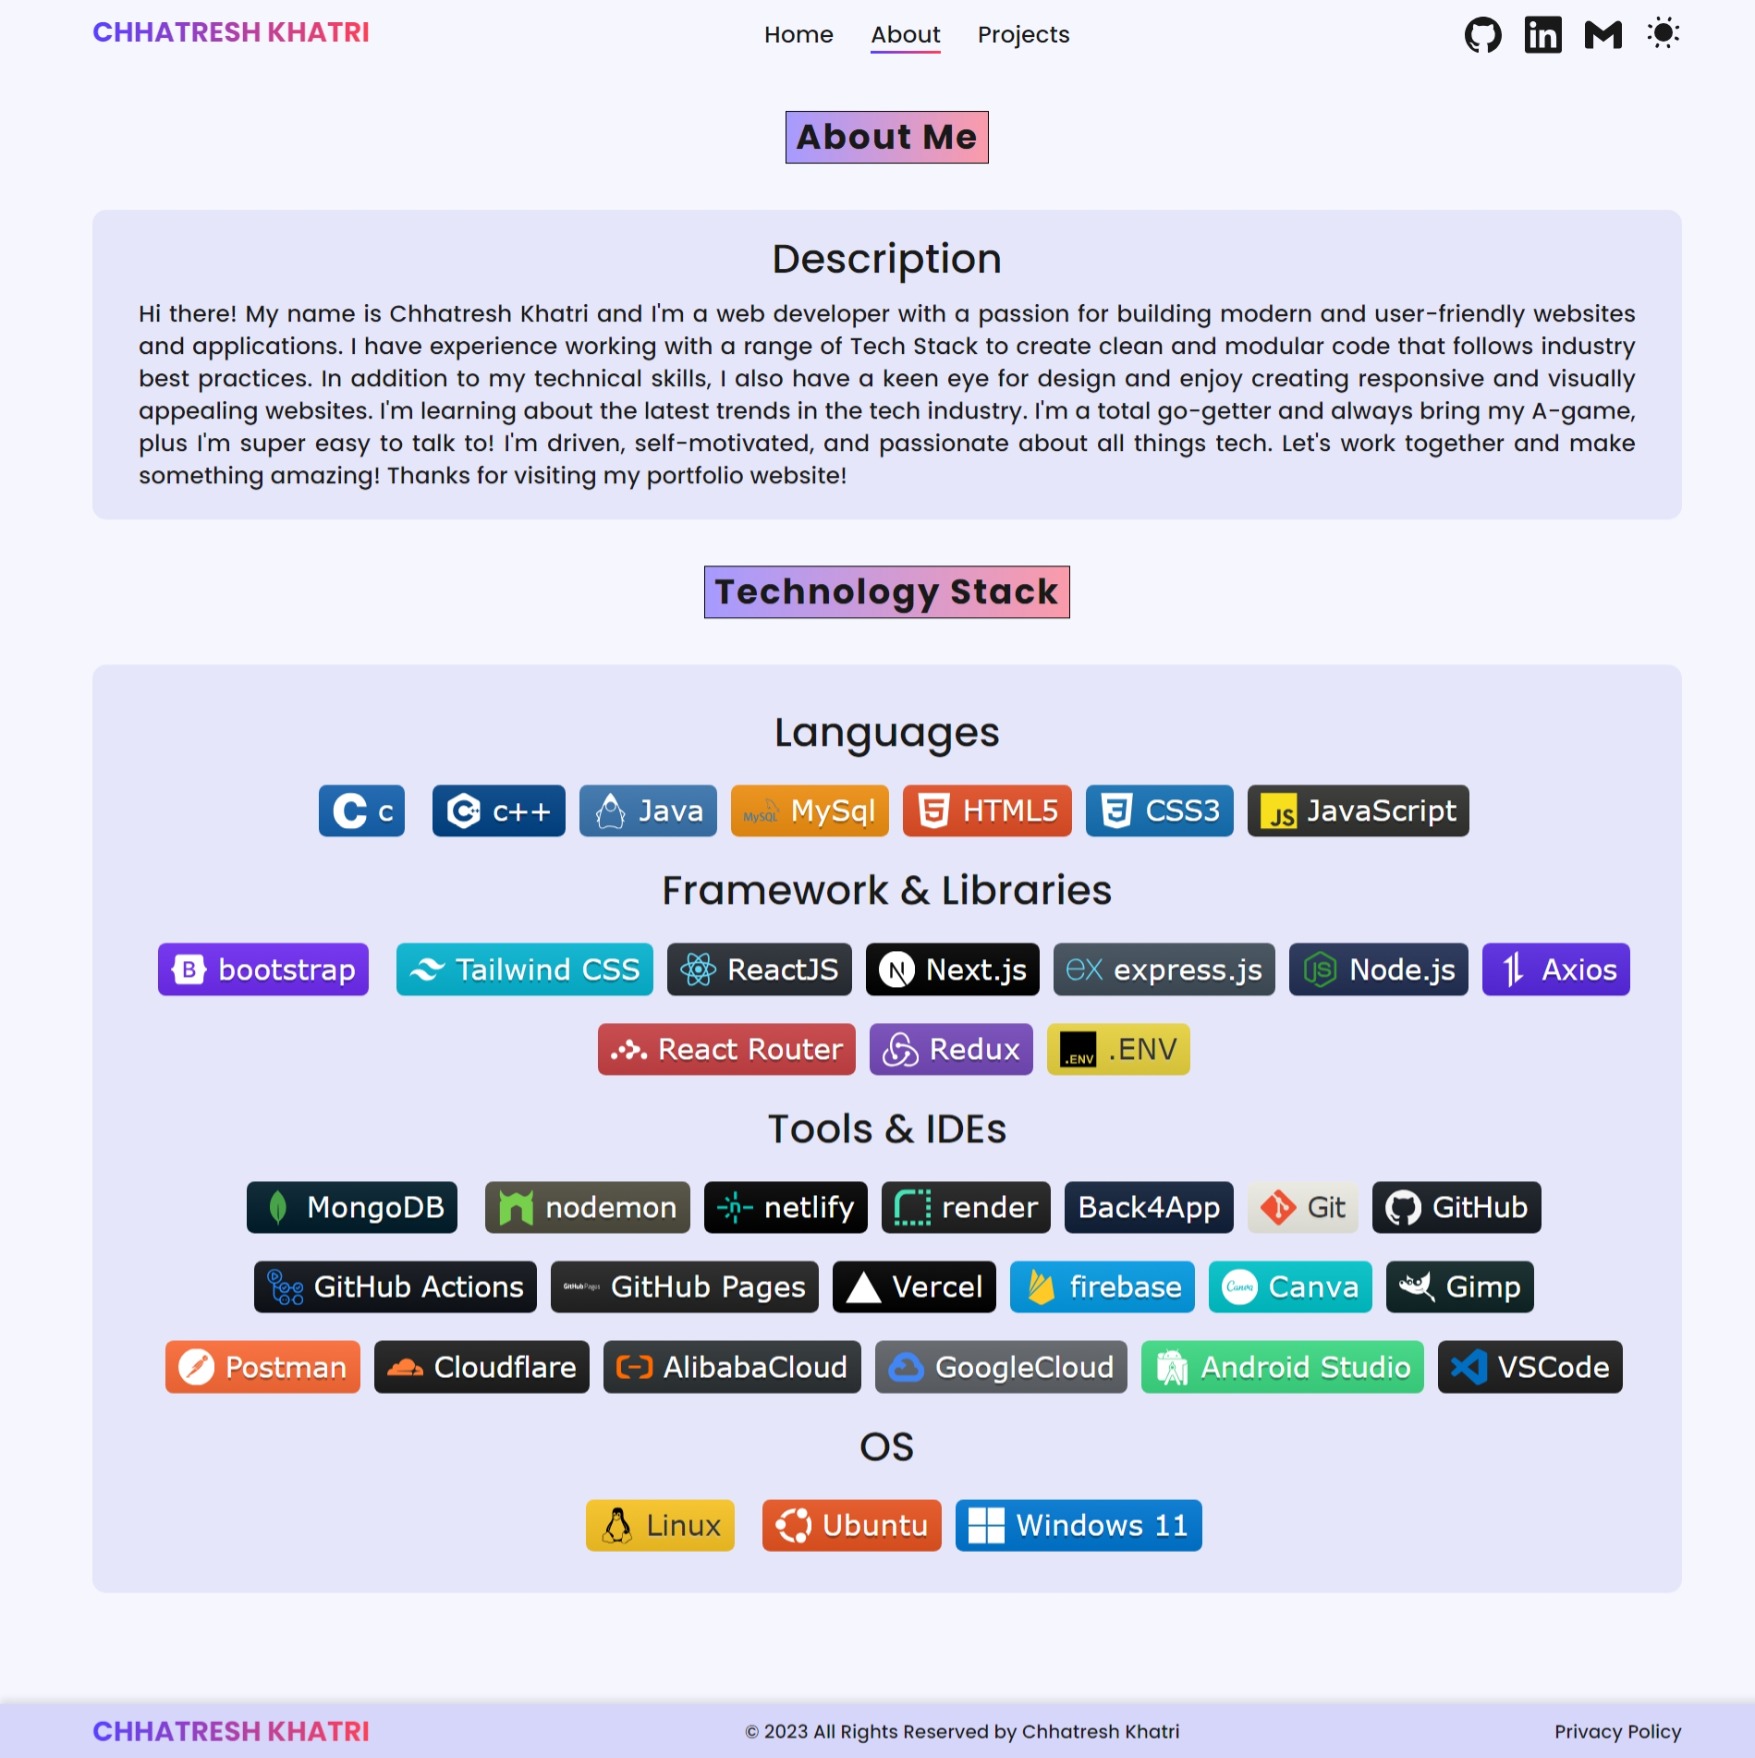 CHHATRESH KHATRI Home About Projects
About Me
Description
Hi there! My name is Chhatresh Khatri and I'm a web developer with a passion for building modern and user-friendly websites
and applications. I have experience working with a range of Tech Stack to create clean and modular code that follows industry
best practices. In addition to my technical skills, I also have a keen eye for design and enjoy creating responsive and visually
appealing websites. I'm learning about the latest trends in the tech industry. I'm a total go-getter and always bring my A-game,
plus I'm super easy to talk to! I'm driven, self-motivated, and passionate about all things tech. Let's work together and make
something amazing! Thanks for visiting my portfolio website!
Technology Stack
Languages
C c C++ c++ Java MySQL MySql 5 HTML5 3 CSS3 JS JavaScript
Framework & Libraries
B bootstrap Tailwind CSS ReactJS N Next.js ex express.js JS Node.js Axios
React Router Redux .ENV .ENV
Tools & IDEs
MongoDB nodemon n netlify render Back4App Git GitHub
GitHub Actions GitHub Pages GitHub Pages Vercel firebase Canva Canva Gimp
Postman Cloudflare AlibabaCloud GoogleCloud Android Studio VSCode
OS
Linux Ubuntu Windows 11
CHHATRESH KHATRI © 2023 All Rights Reserved by Chhatresh Khatri Privacy Policy